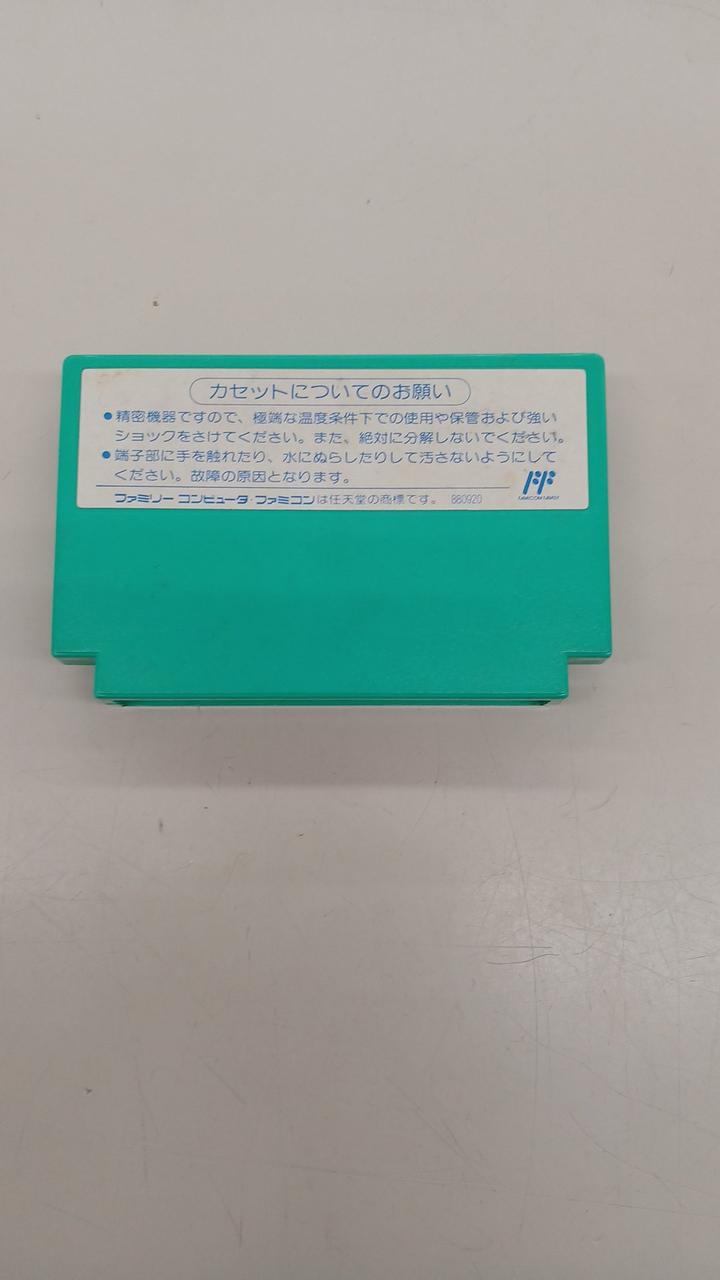 カセットについてのお願い
●精密機器ですので、極端な温度条件下での使用や保管および強い
ショックをさけてください。また、絶対に分解しないでください。
●端子部に手を触れたり、水にぬらしたりして汚さないようにして
ください。故障の原因となります。
ファミリーコンピュータ・ファミコンは任天堂の商標です。 880920
FF
FAMICOM FAMILY